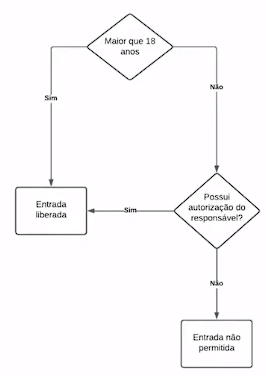 Maior que 18
anos
Sim
Não
Possui
autorização do
responsável?
Entrada
liberada
Sim
Não
Entrada não
permitida